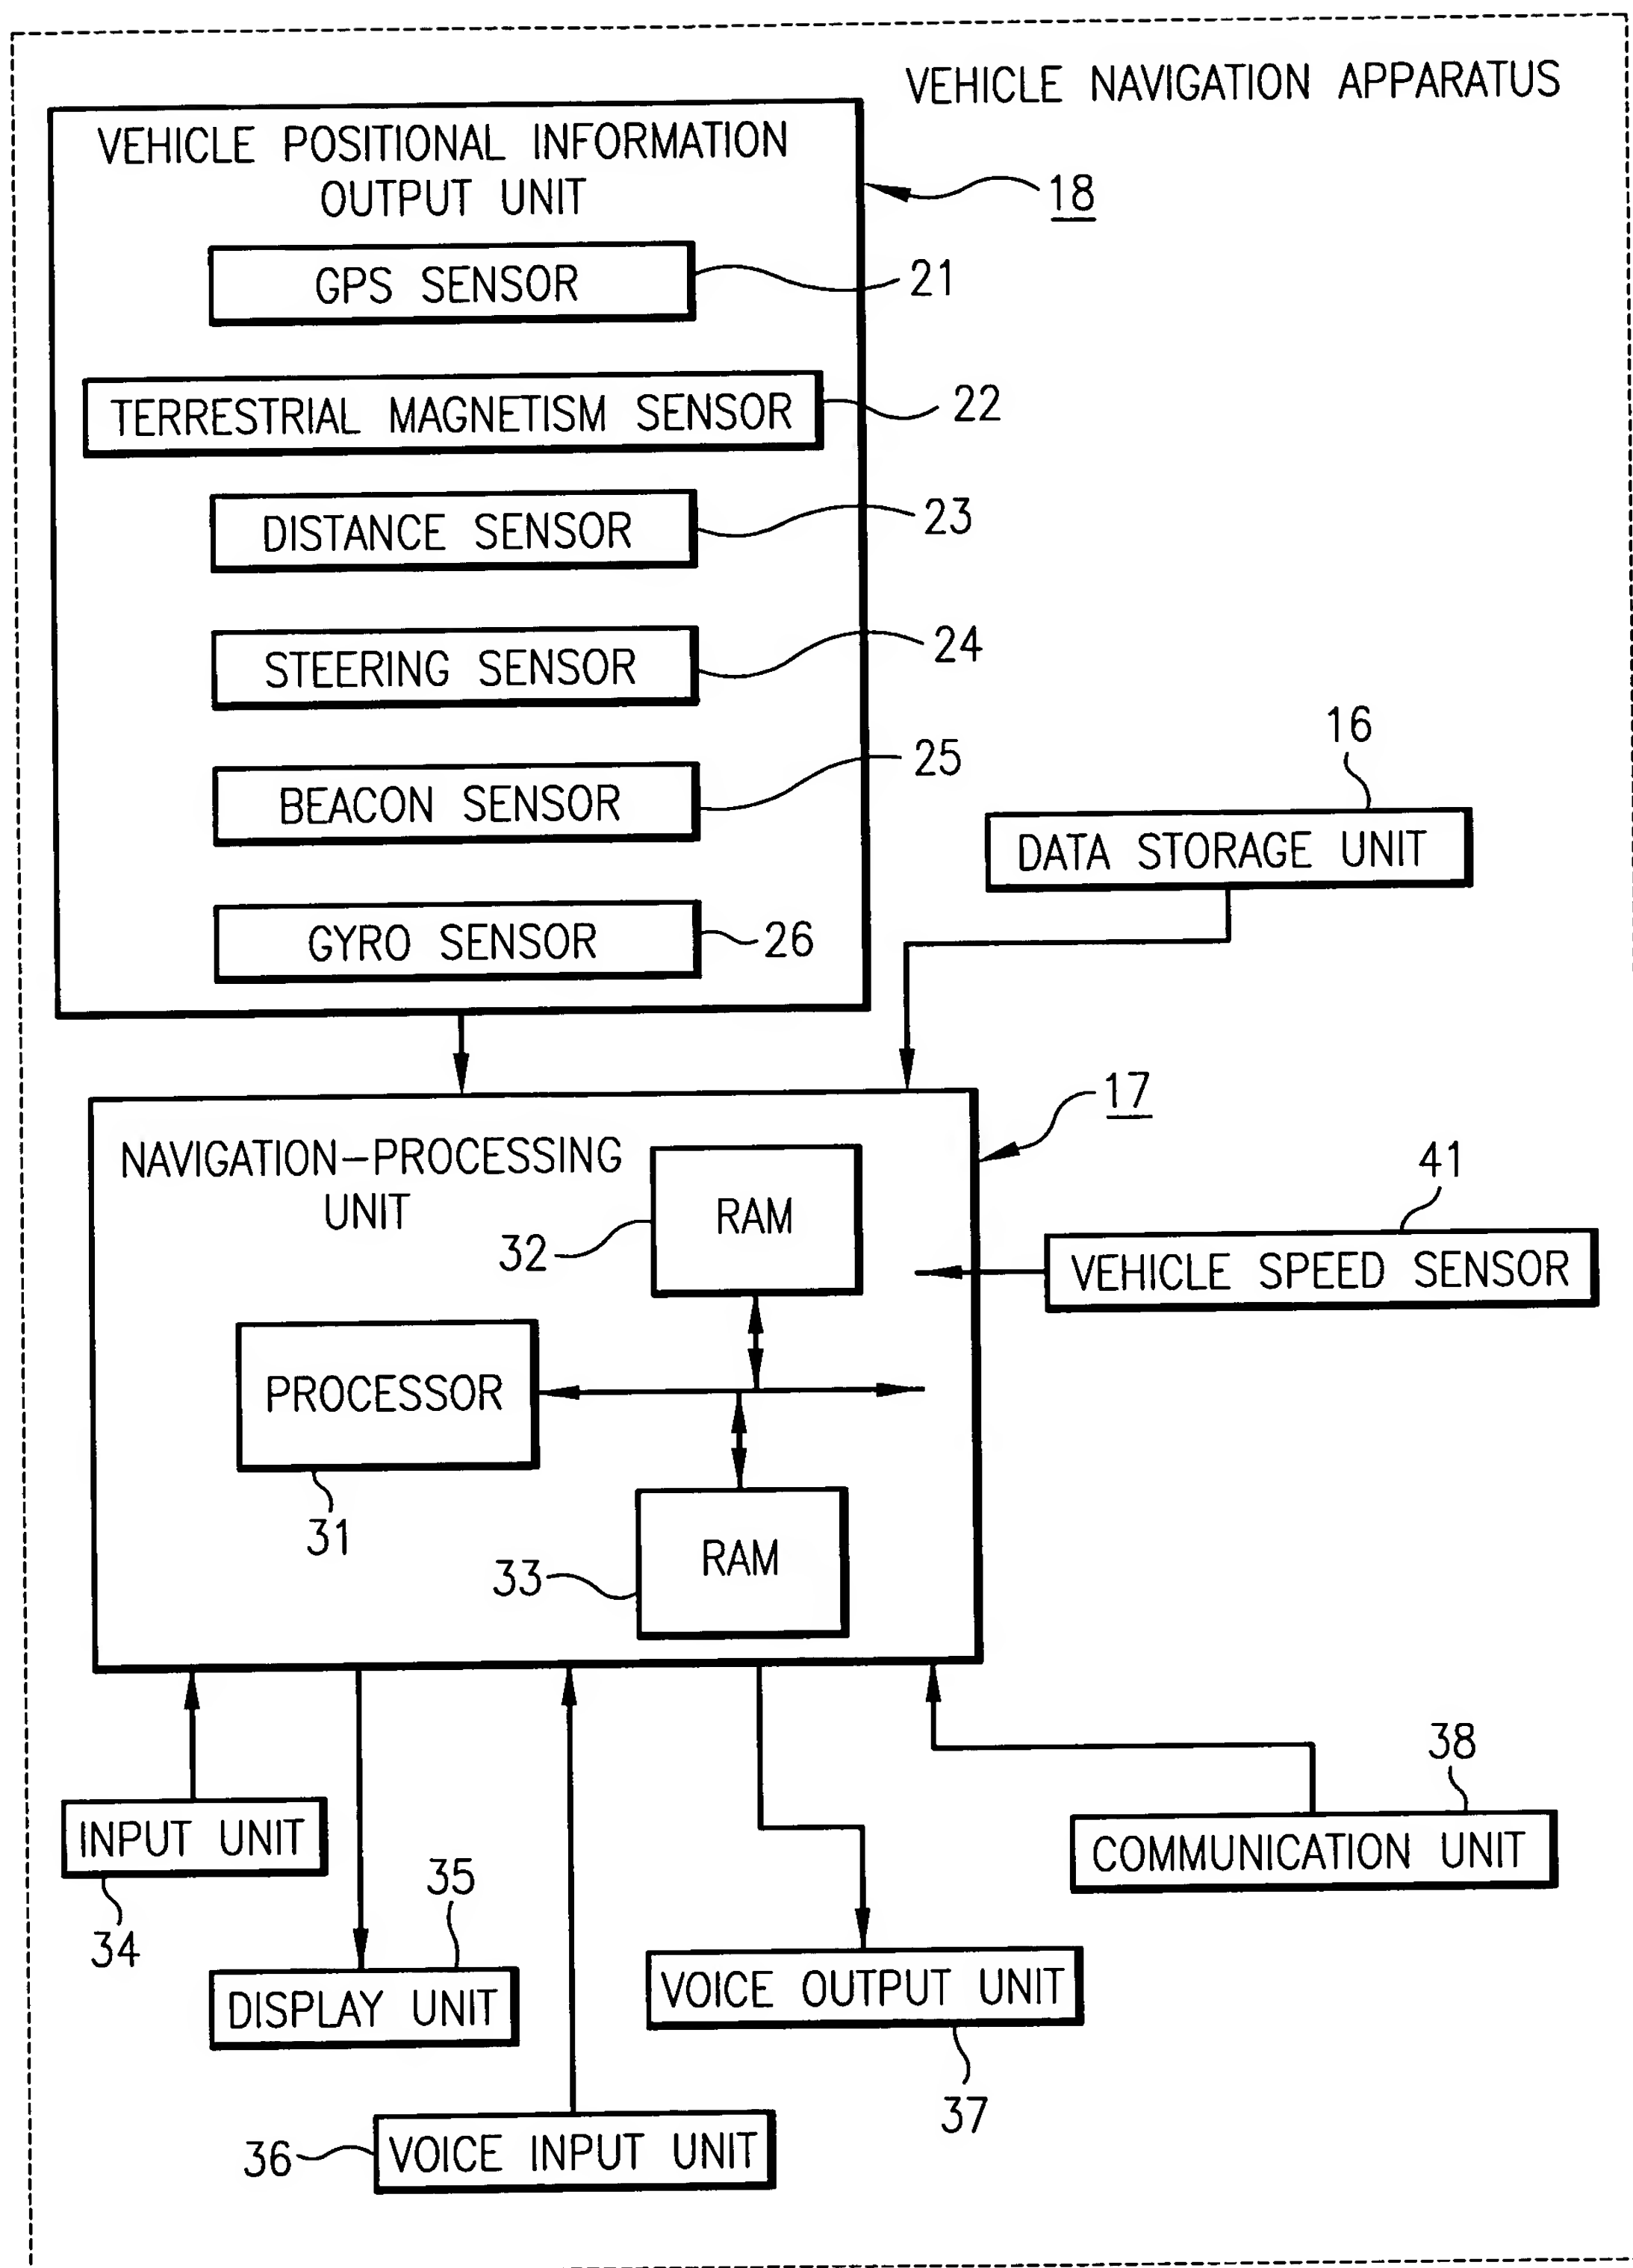 VEHICLE NAVIGATION APPARATUS
VEHICLE POSITIONAL INFORMATION
OUTPUT UNIT
18
GPS SENSOR
21
TERRESTRIAL MAGNETISM SENSOR
22
DISTANCE SENSOR
23
STEERING SENSOR
24
BEACON SENSOR
25
GYRO SENSOR
26
16
DATA STORAGE UNIT
17
NAVIGATION-PROCESSING
UNIT
RAM
32
41
VEHICLE SPEED SENSOR
PROCESSOR
31
RAM
33
38
COMMUNICATION UNIT
INPUT UNIT
34
35
DISPLAY UNIT
VOICE OUTPUT UNIT
37
36
VOICE INPUT UNIT